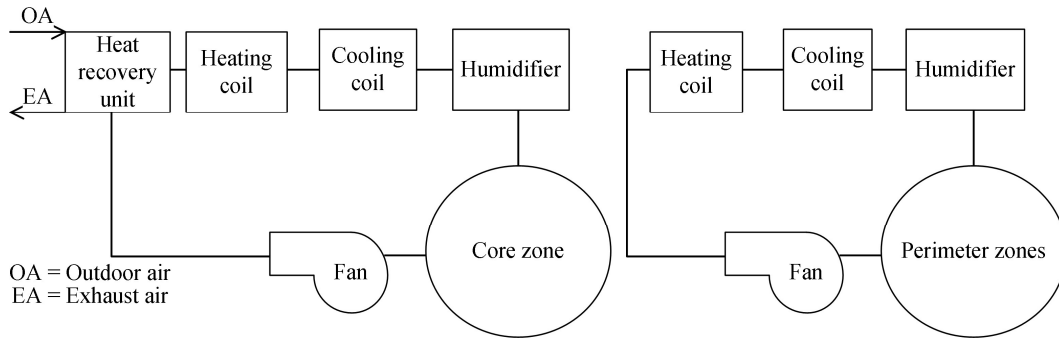 OA
EA
Heat
recovery
unit
Heating
coil
Cooling
coil
Humidifier
Fan
Core zone
OA = Outdoor air
EA = Exhaust air
Heating
coil
Cooling
coil
Humidifier
Fan
Perimeter zones